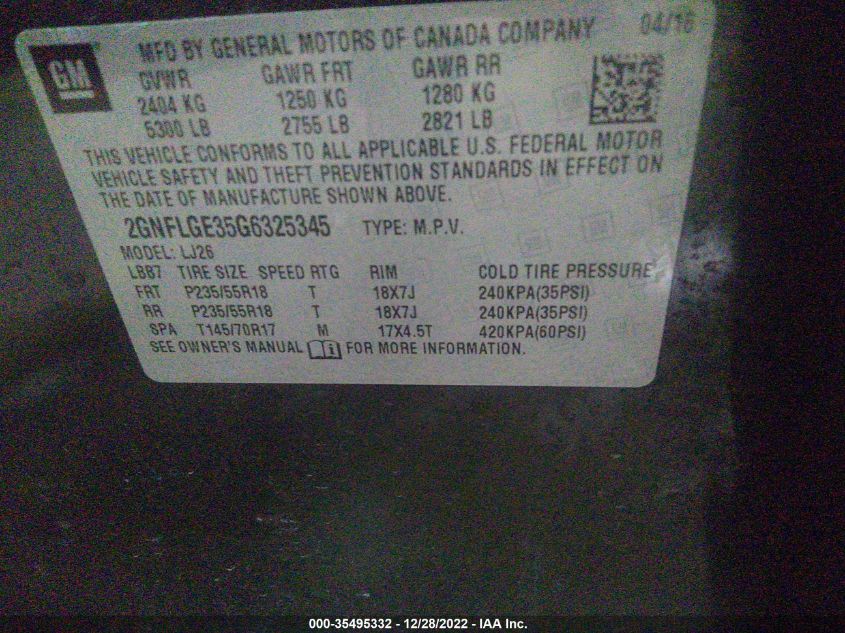 GM
MFD BY GENERAL MOTORS OF CANADA COMPANY 04/16
GVWR GAWR FRT GAWR RR
2404 KG 1250 KG 1280 KG
5300 LB 2755 LB 2821 LB
THIS VEHICLE CONFORMS TO ALL APPLICABLE U.S. FEDERAL MOTOR
VEHICLE SAFETY AND THEFT PREVENTION STANDARDS IN EFFECT ON
THE DATE OF MANUFACTURE SHOWN ABOVE.
2GNFLGE35G6325345 TYPE: M.P.V.
MODEL: LJ26
LBB7 TIRE SIZE SPEED RTG RIM COLD TIRE PRESSURE
FRT P235/55R18 T 18X7J 240KPA(35PSI)
RR P235/55R18 T 18X7J 240KPA(35PSI)
SPA T145/70R17 M 17X4.5T 420KPA(60PSI)
SEE OWNER'S MANUAL FOR MORE INFORMATION.
000-35495332 - 12/28/2022 - IAA Inc.